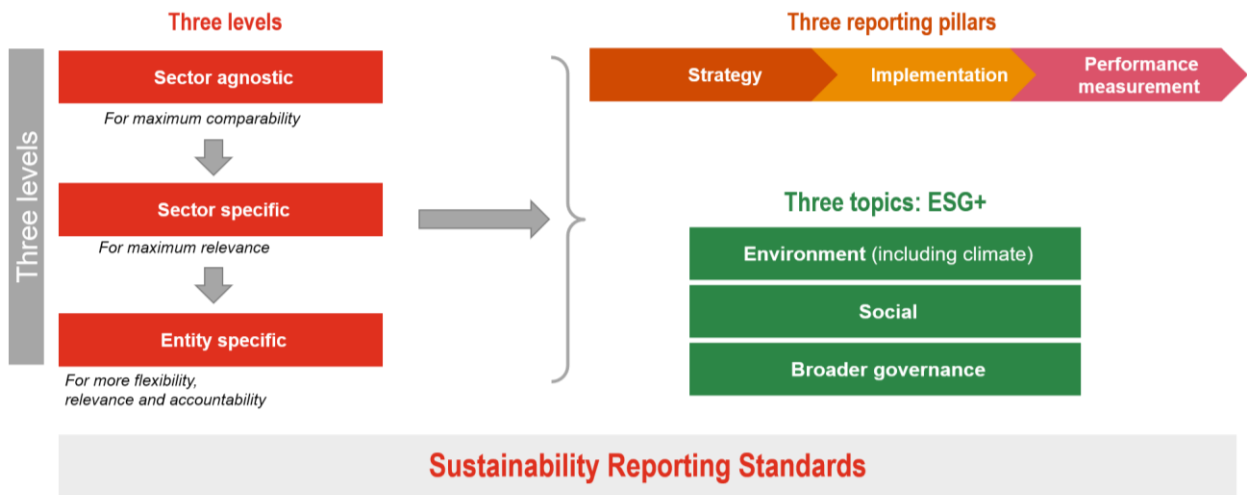 Three levels
Three levels
Sector agnostic
For maximum comparability
Sector specific
For maximum relevance
Entity specific
For more flexibility,
relevance and accountability
Three reporting pillars
Strategy
Implementation
Performance
measurement
Three topics: ESG+
Environment (including climate)
Social
Broader governance
Sustainability Reporting Standards